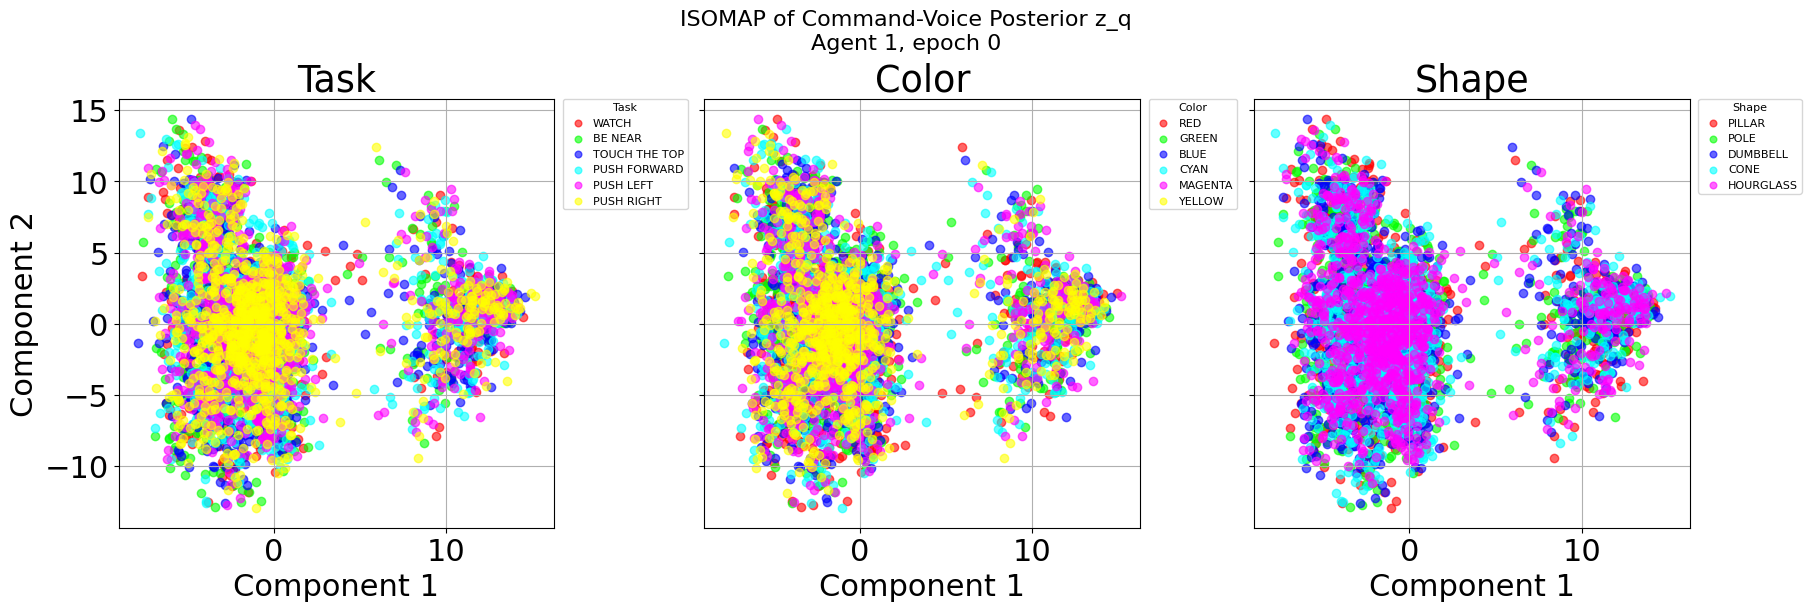 ISOMAP of Command-Voice Posterior z_q
Agent 1, epoch 0
Task
Component 2
15
10
5
0
−5
−10
0
10
Component 1
Task
WATCH
BE NEAR
TOUCH THE TOP
PUSH FORWARD
PUSH LEFT
PUSH RIGHT
Color
0
10
Component 1
Color
RED
GREEN
BLUE
CYAN
MAGENTA
YELLOW
Shape
0
10
Component 1
Shape
PILLAR
POLE
DUMBBELL
CONE
HOURGLASS